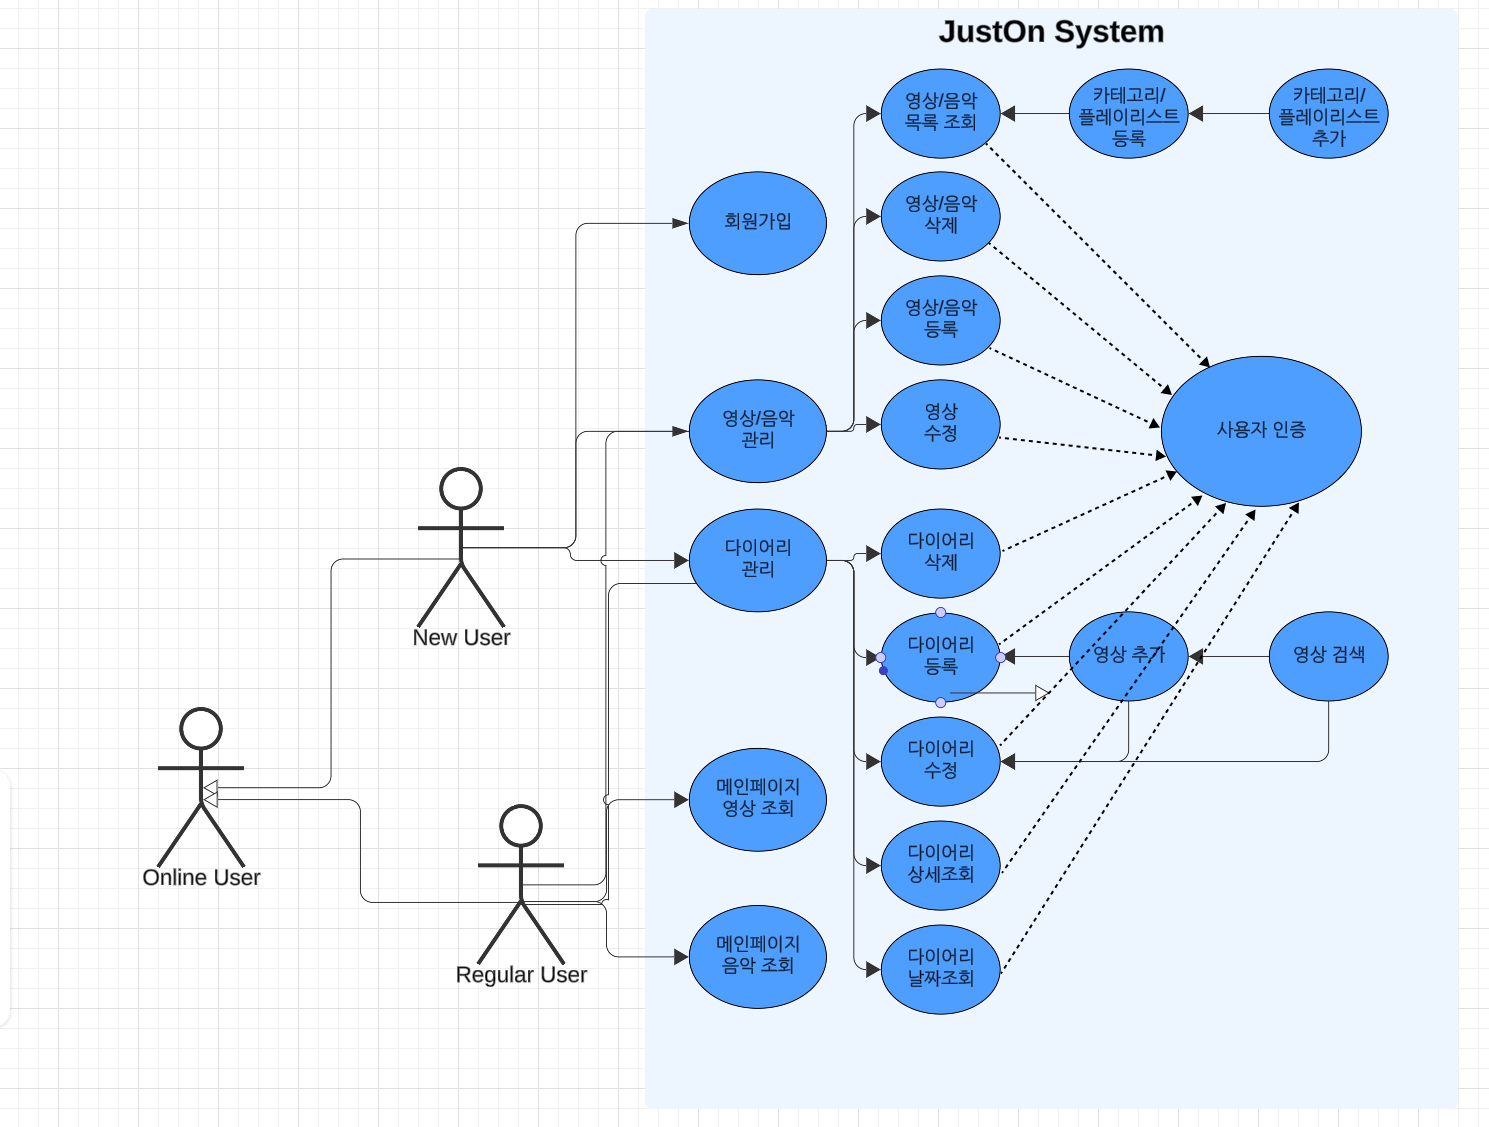 JustOn System
영상/음악
목록 조회
카테고리/
플레이리스트
등록
카테고리/
플레이리스트
추가
회원가입
영상/음악
삭제
영상/음악
등록
영상/음악
관리
영상
수정
사용자 인증
다이어리
관리
다이어리
삭제
New User
다이어리
등록
영상 추가
영상 검색
다이어리
수정
메인페이지
영상 조회
Online User
다이어리
상세조회
Regular User
메인페이지
음악 조회
다이어리
날짜조회